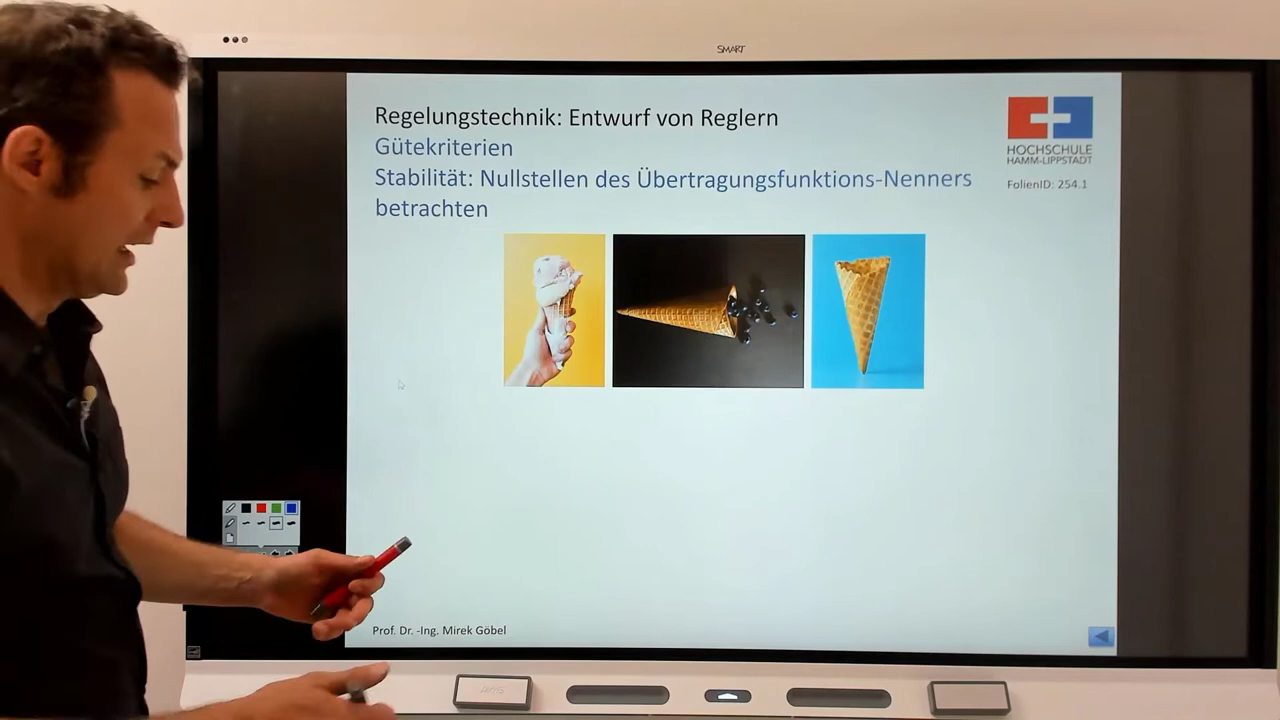 SMART
Regelungstechnik: Entwurf von Reglern
Gütekriterien
Stabilität: Nullstellen des Übertragungsfunktions-Nenners
betrachten
HOCHSCHULE
HAMM-LIPPSTADT
FolienID: 254.1
Prof. Dr. -Ing. Mirek Göbel